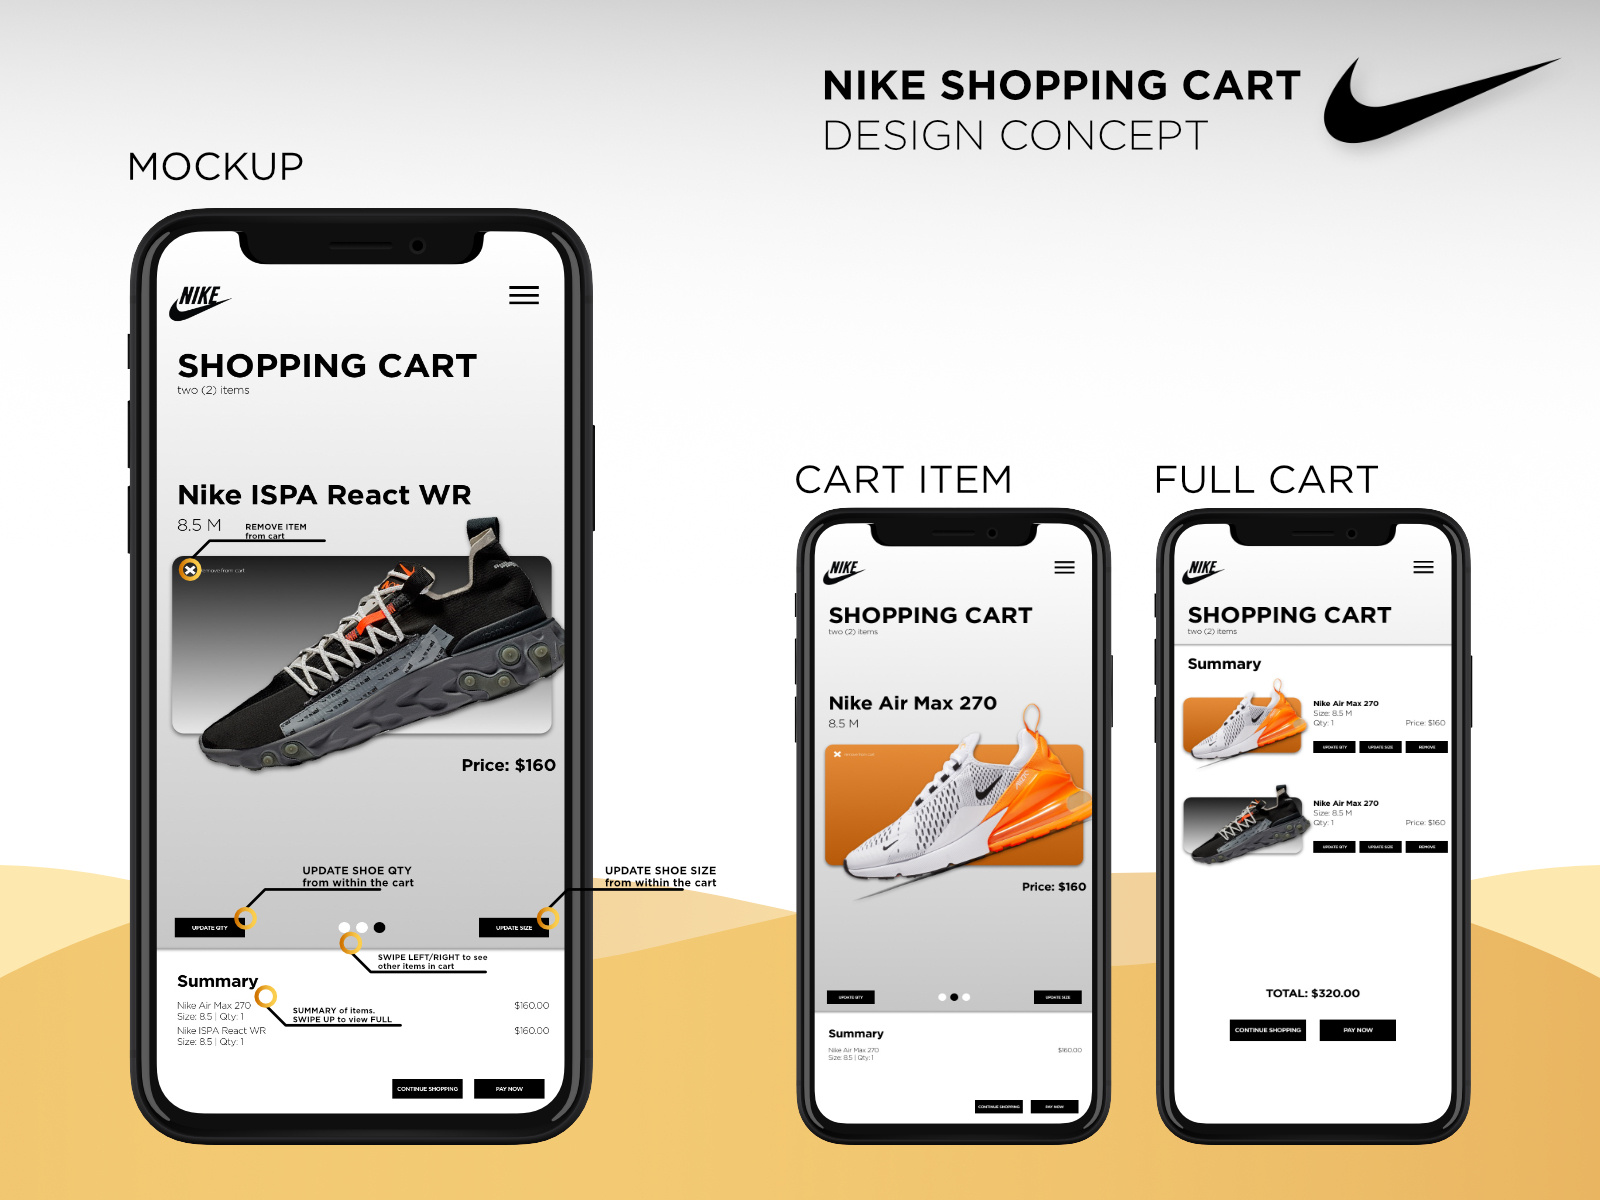 NIKE SHOPPING CART
DESIGN CONCEPT
MOCKUP
NIKE
SHOPPING CART
two (2) items
Nike ISPA React WR
8.5 M
REMOVE ITEM
from cart
remove from cart
Price: $160
UPDATE SHOE QTY
from within the cart
UPDATE SHOE SIZE
from within the cart
UPDATE QTY
UPDATE SIZE
SWIPE LEFT/RIGHT to see
other items in cart
Summary
SUMMARY of items.
SWIPE UP to view FULL
Nike Air Max 270 $160.00
Size: 8.5 | Qty: 1
Nike ISPA React WR $160.00
Size: 8.5 | Qty: 1
CONTINUE SHOPPING PAY NOW
CART ITEM
NIKE
SHOPPING CART
two (2) items
Nike Air Max 270
8.5 M
remove from cart
Price: $160
UPDATE QTY UPDATE SIZE
Summary
Nike Air Max 270 $160.00
Size: 8.5 | Qty: 1
CONTINUE SHOPPING PAY NOW
FULL CART
NIKE
SHOPPING CART
two (2) items
Summary
Nike Air Max 270
Size: 8.5 M
Qty: 1 Price: $160
UPDATE QTY UPDATE SIZE REMOVE
Nike Air Max 270
Size: 8.5 M
Qty: 1 Price: $160
UPDATE QTY UPDATE SIZE REMOVE
TOTAL: $320.00
CONTINUE SHOPPING PAY NOW